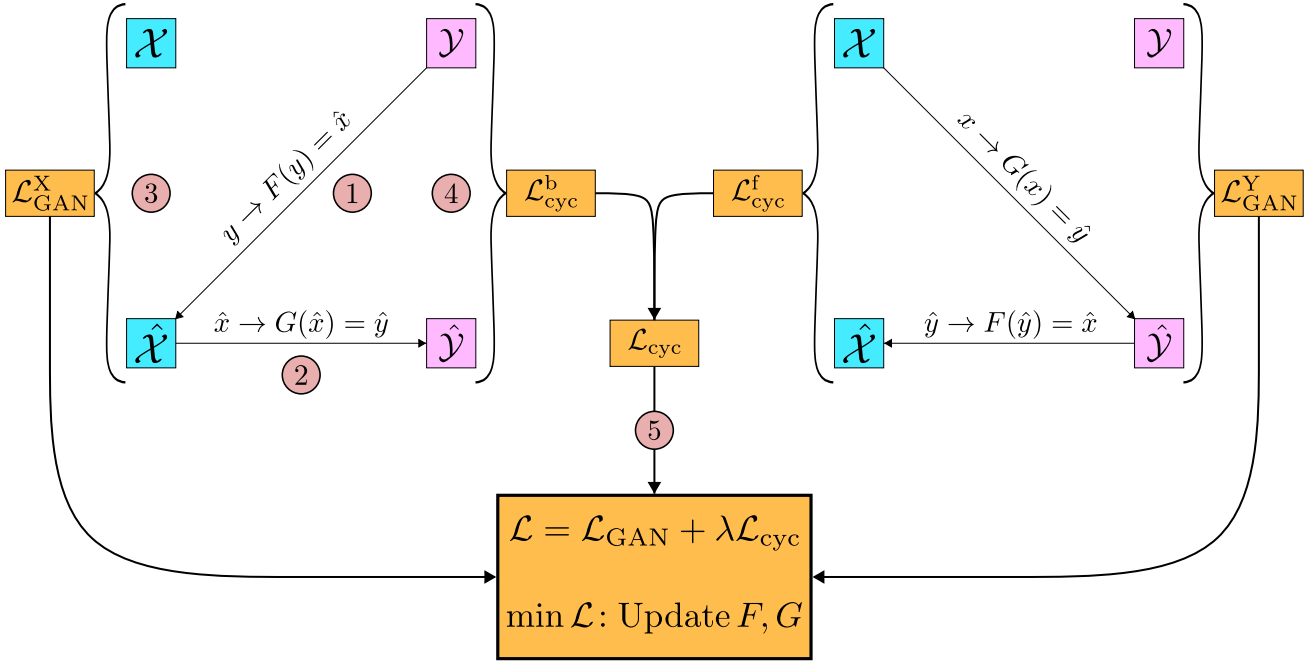 𝒳
𝒴
𝒳
𝒴
y → F(y) = x̂
x → G(x) = ŷ
ℒ^X_GAN
3
1
4
ℒ^b_cyc
ℒ^f_cyc
ℒ^Y_GAN
x̂ → G(x̂) = ŷ
ŷ → F(ŷ) = x̂
𝒳̂
𝒴̂
ℒ_cyc
𝒳̂
𝒴̂
2
5
ℒ = ℒ_GAN + λℒ_cyc
min ℒ: Update F, G